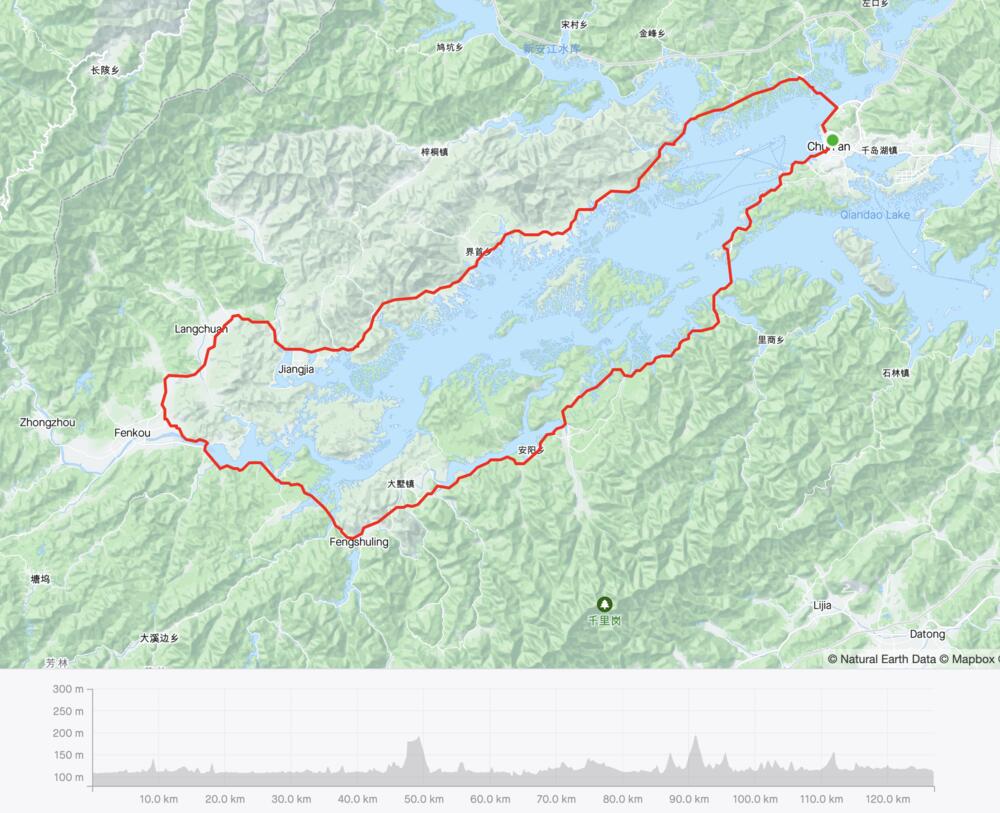 左口乡
宋村乡
金峰乡
鸠坑乡
新安江水库
长陔乡
梓桐镇
千岛湖镇
Qiandao Lake
界首乡
Langchuan
里商乡
Jiangjia
石林镇
Zhongzhou
Fenkou
安阳乡
大墅镇
Fengshuling
塘坞
Lijia
千里岗
Datong
大溪边乡
芳林
© Natural Earth Data © Mapbox
300 m
250 m
200 m
150 m
100 m
10.0 km 20.0 km 30.0 km 40.0 km 50.0 km 60.0 km 70.0 km 80.0 km 90.0 km 100.0 km 110.0 km 120.0 km